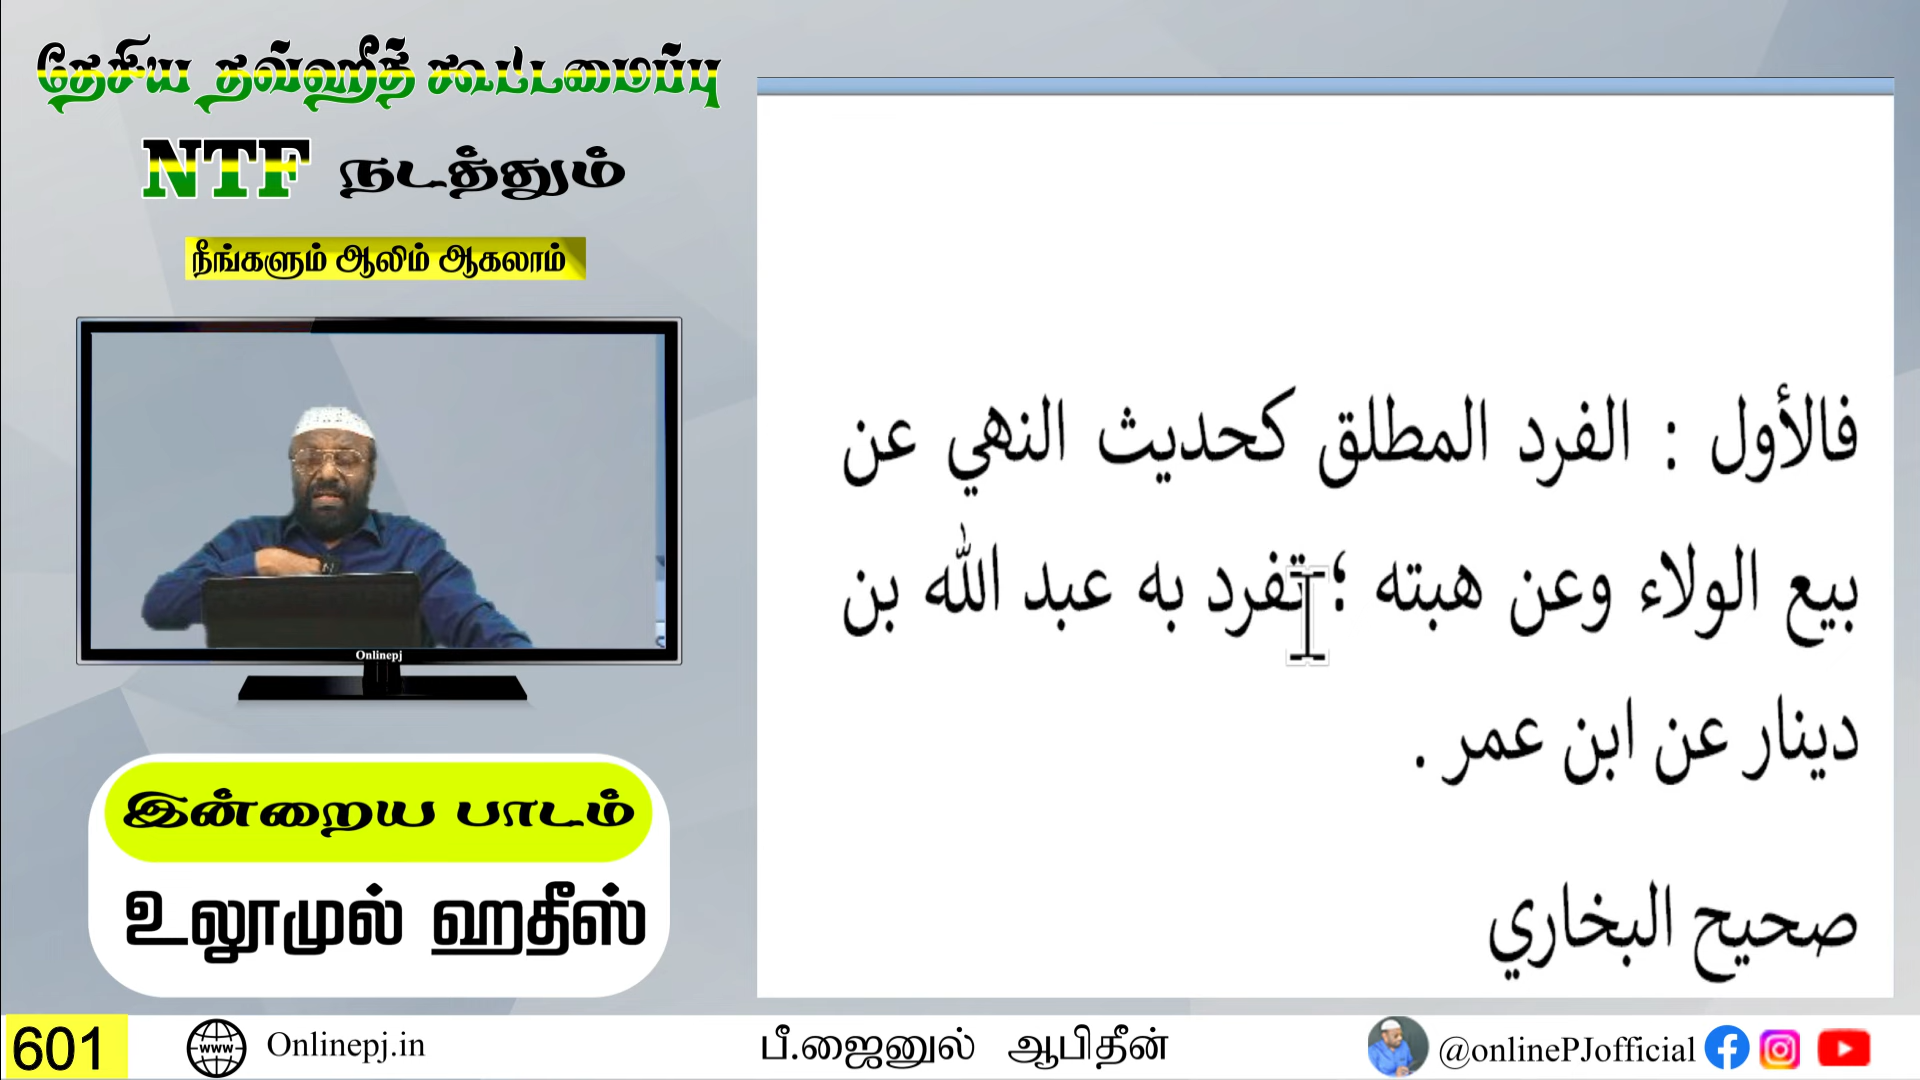 தேசிய தவ்ஹீத் கூட்டமைப்பு
NTF நடத்தும்
நீங்களும் ஆலிம் ஆகலாம்
Onlinepj
இன்றைய பாடம்
உலூமுல் ஹதீஸ்
فالأول : الفرد المطلق كحديث النهي عن
بيع الولاء وعن هبته ؛ تفرد به عبد الله بن
دينار عن ابن عمر .
صحيح البخاري
601
www
Onlinepj.in
பீ.ஜைனுல் ஆபிதீன்
@onlinePJofficial